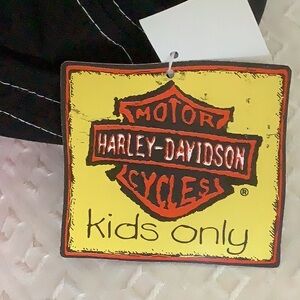 MOTOR
HARLEY-DAVIDSON
CYCLES
®
kids only